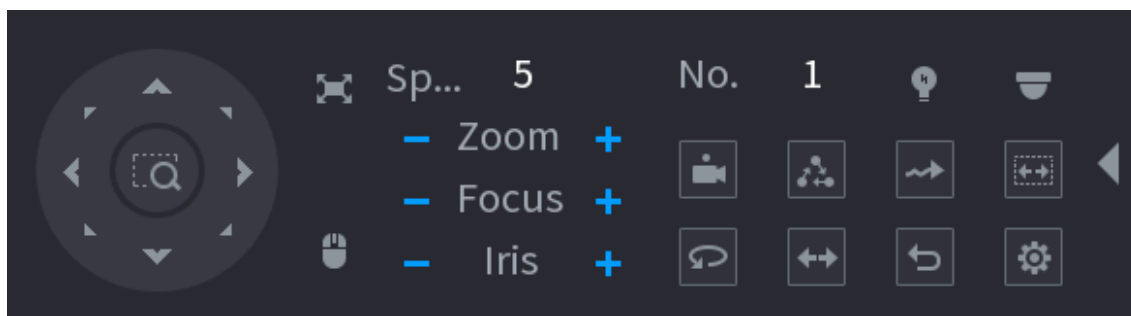 Sp... 5 No. 1
− Zoom +
− Focus +
− Iris +